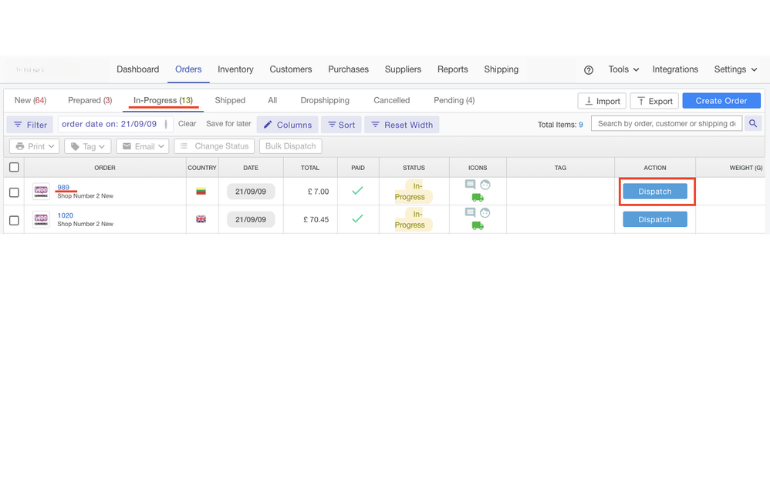 Dashboard Orders Inventory Customers Purchases Suppliers Reports Shipping Tools Integrations Settings
New (64) Prepared (3) In-Progress (13) Shipped All Dropshipping Cancelled Pending (4) Import Export Create Order
Filter order date on: 21/09/09 | Clear Save for later Columns Sort Reset Width Total Items: 9 Search by order, customer or shipping de
Print Tag Email Change Status Bulk Dispatch
ORDER COUNTRY DATE TOTAL PAID STATUS ICONS TAG ACTION WEIGHT (G)
989
Shop Number 2 New
21/09/09 £ 7.00
In-
Progress
Dispatch
1020
Shop Number 2 New
21/09/09 £ 70.45
In-
Progress
Dispatch